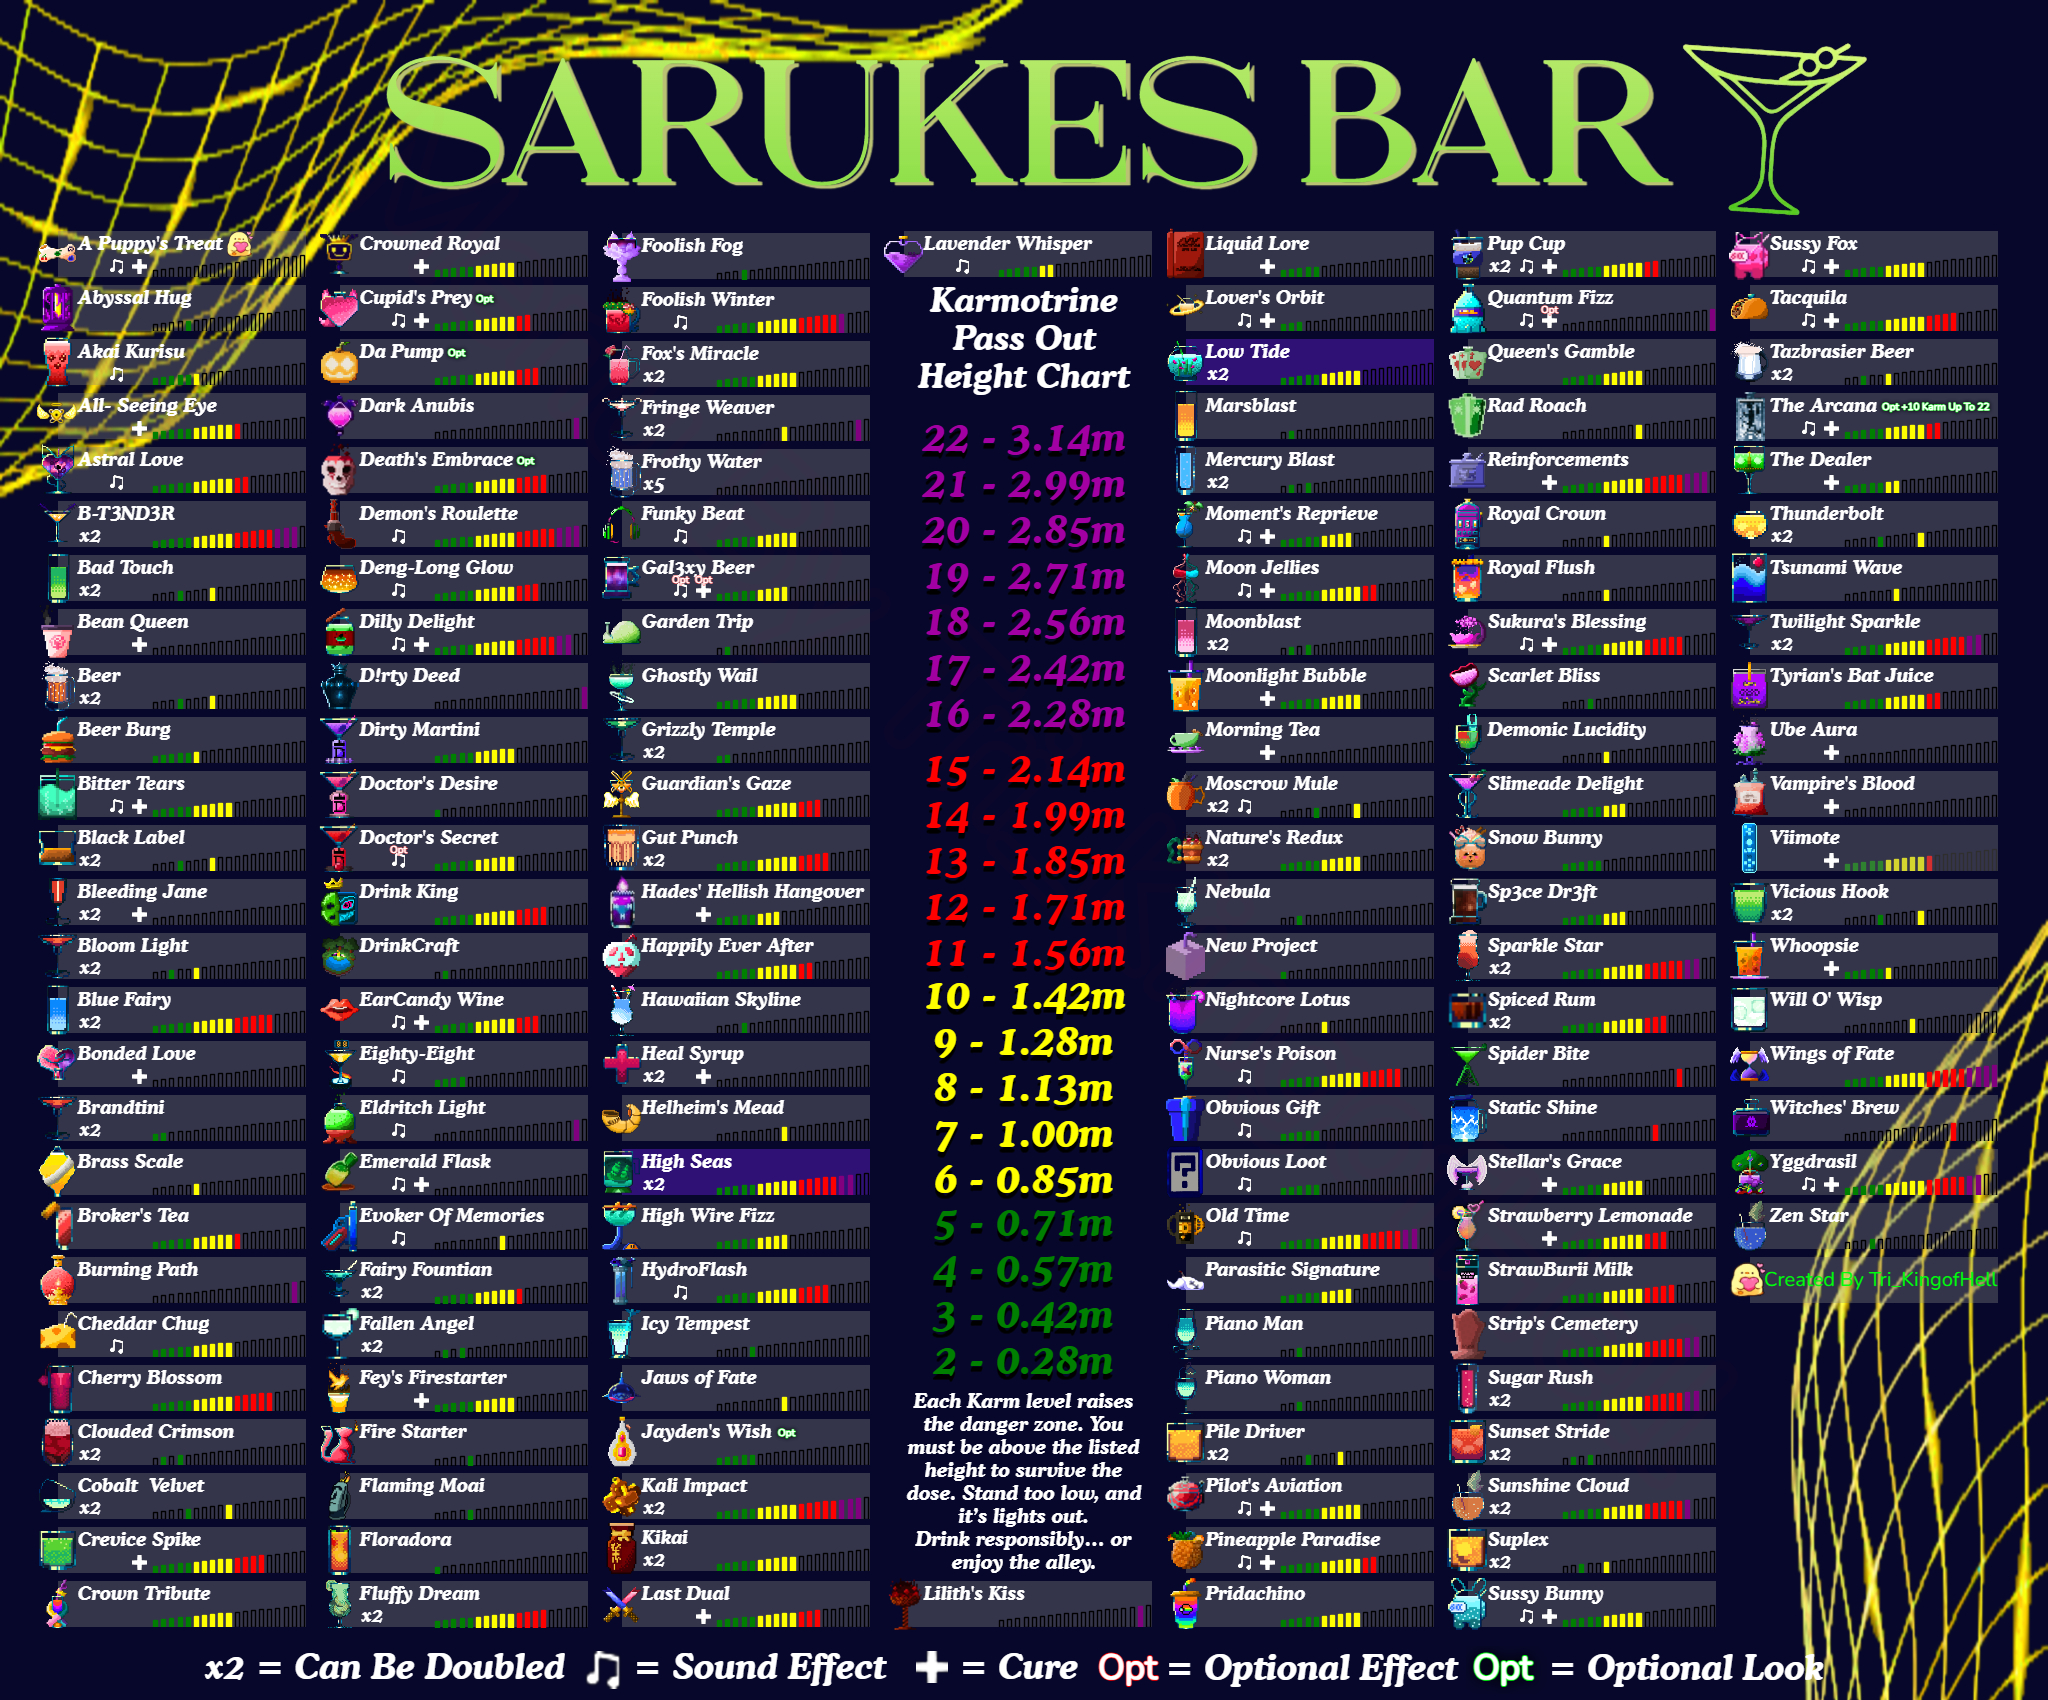 SARUKES BAR
A Puppy's Treat
Abyssal Hug
Akai Kurisu
All- Seeing Eye
Astral Love
B-T3ND3R
x2
Bad Touch
x2
Bean Queen
Beer
x2
Beer Burg
Bitter Tears
Black Label
x2
Bleeding Jane
x2
Bloom Light
x2
Blue Fairy
x2
Bonded Love
Brandtini
x2
Brass Scale
Broker's Tea
Burning Path
Cheddar Chug
Cherry Blossom
Clouded Crimson
x2
Cobalt Velvet
x2
Crevice Spike
Crown Tribute
Crowned Royal
Cupid's Prey Opt
Da Pump Opt
Dark Anubis
Death's Embrace Opt
Demon's Roulette
Deng-Long Glow
Dilly Delight
D!rty Deed
Dirty Martini
Doctor's Desire
Doctor's Secret
Opt
Drink King
DrinkCraft
EarCandy Wine
Eighty-Eight
Eldritch Light
Emerald Flask
Evoker Of Memories
Fairy Fountian
x2
Fallen Angel
x2
Fey's Firestarter
Fire Starter
Flaming Moai
Floradora
Fluffy Dream
x2
Foolish Fog
Foolish Winter
Fox's Miracle
x2
Fringe Weaver
x2
Frothy Water
x5
Funky Beat
Gal3xy Beer
Opt Opt
Garden Trip
Ghostly Wail
Grizzly Temple
x2
Guardian's Gaze
Gut Punch
x2
Hades' Hellish Hangover
Happily Ever After
Hawaiian Skyline
Heal Syrup
x2
Helheim's Mead
High Seas
x2
High Wire Fizz
HydroFlash
Icy Tempest
Jaws of Fate
Jayden's Wish Opt
Kali Impact
x2
Kikai
x2
Last Dual
Lavender Whisper
Karmotrine
Pass Out
Height Chart
22 - 3.14m
21 - 2.99m
20 - 2.85m
19 - 2.71m
18 - 2.56m
17 - 2.42m
16 - 2.28m
15 - 2.14m
14 - 1.99m
13 - 1.85m
12 - 1.71m
11 - 1.56m
10 - 1.42m
9 - 1.28m
8 - 1.13m
7 - 1.00m
6 - 0.85m
5 - 0.71m
4 - 0.57m
3 - 0.42m
2 - 0.28m
Each Karm level raises
the danger zone. You
must be above the listed
height to survive the
dose. Stand too low, and
it's lights out.
Drink responsibly... or
enjoy the alley.
Lilith's Kiss
Liquid Lore
Lover's Orbit
Low Tide
x2
Marsblast
Mercury Blast
x2
Moment's Reprieve
Moon Jellies
Moonblast
x2
Moonlight Bubble
Morning Tea
Moscrow Mule
x2
Nature's Redux
x2
Nebula
New Project
Nightcore Lotus
Nurse's Poison
Obvious Gift
Obvious Loot
Old Time
Parasitic Signature
Piano Man
Piano Woman
Pile Driver
x2
Pilot's Aviation
Pineapple Paradise
Pridachino
Pup Cup
x2
Quantum Fizz
Opt
Queen's Gamble
Rad Roach
Reinforcements
Royal Crown
Royal Flush
Sukura's Blessing
Scarlet Bliss
Demonic Lucidity
Slimeade Delight
Snow Bunny
Sp3ce Dr3ft
Sparkle Star
x2
Spiced Rum
x2
Spider Bite
Static Shine
Stellar's Grace
Strawberry Lemonade
StrawBurii Milk
Strip's Cemetery
Sugar Rush
x2
Sunset Stride
x2
Sunshine Cloud
x2
Suplex
x2
Sussy Bunny
Sussy Fox
Tacquila
Tazbrasier Beer
x2
The Arcana Opt +10 Karm Up To 22
The Dealer
Thunderbolt
x2
Tsunami Wave
Twilight Sparkle
x2
Tyrian's Bat Juice
Ube Aura
Vampire's Blood
Viimote
Vicious Hook
x2
Whoopsie
Will O' Wisp
Wings of Fate
Witches' Brew
Yggdrasil
Zen Star
Created By Tri_KingofHell
x2 = Can Be Doubled ♫ = Sound Effect + = Cure Opt = Optional Effect Opt = Optional Look